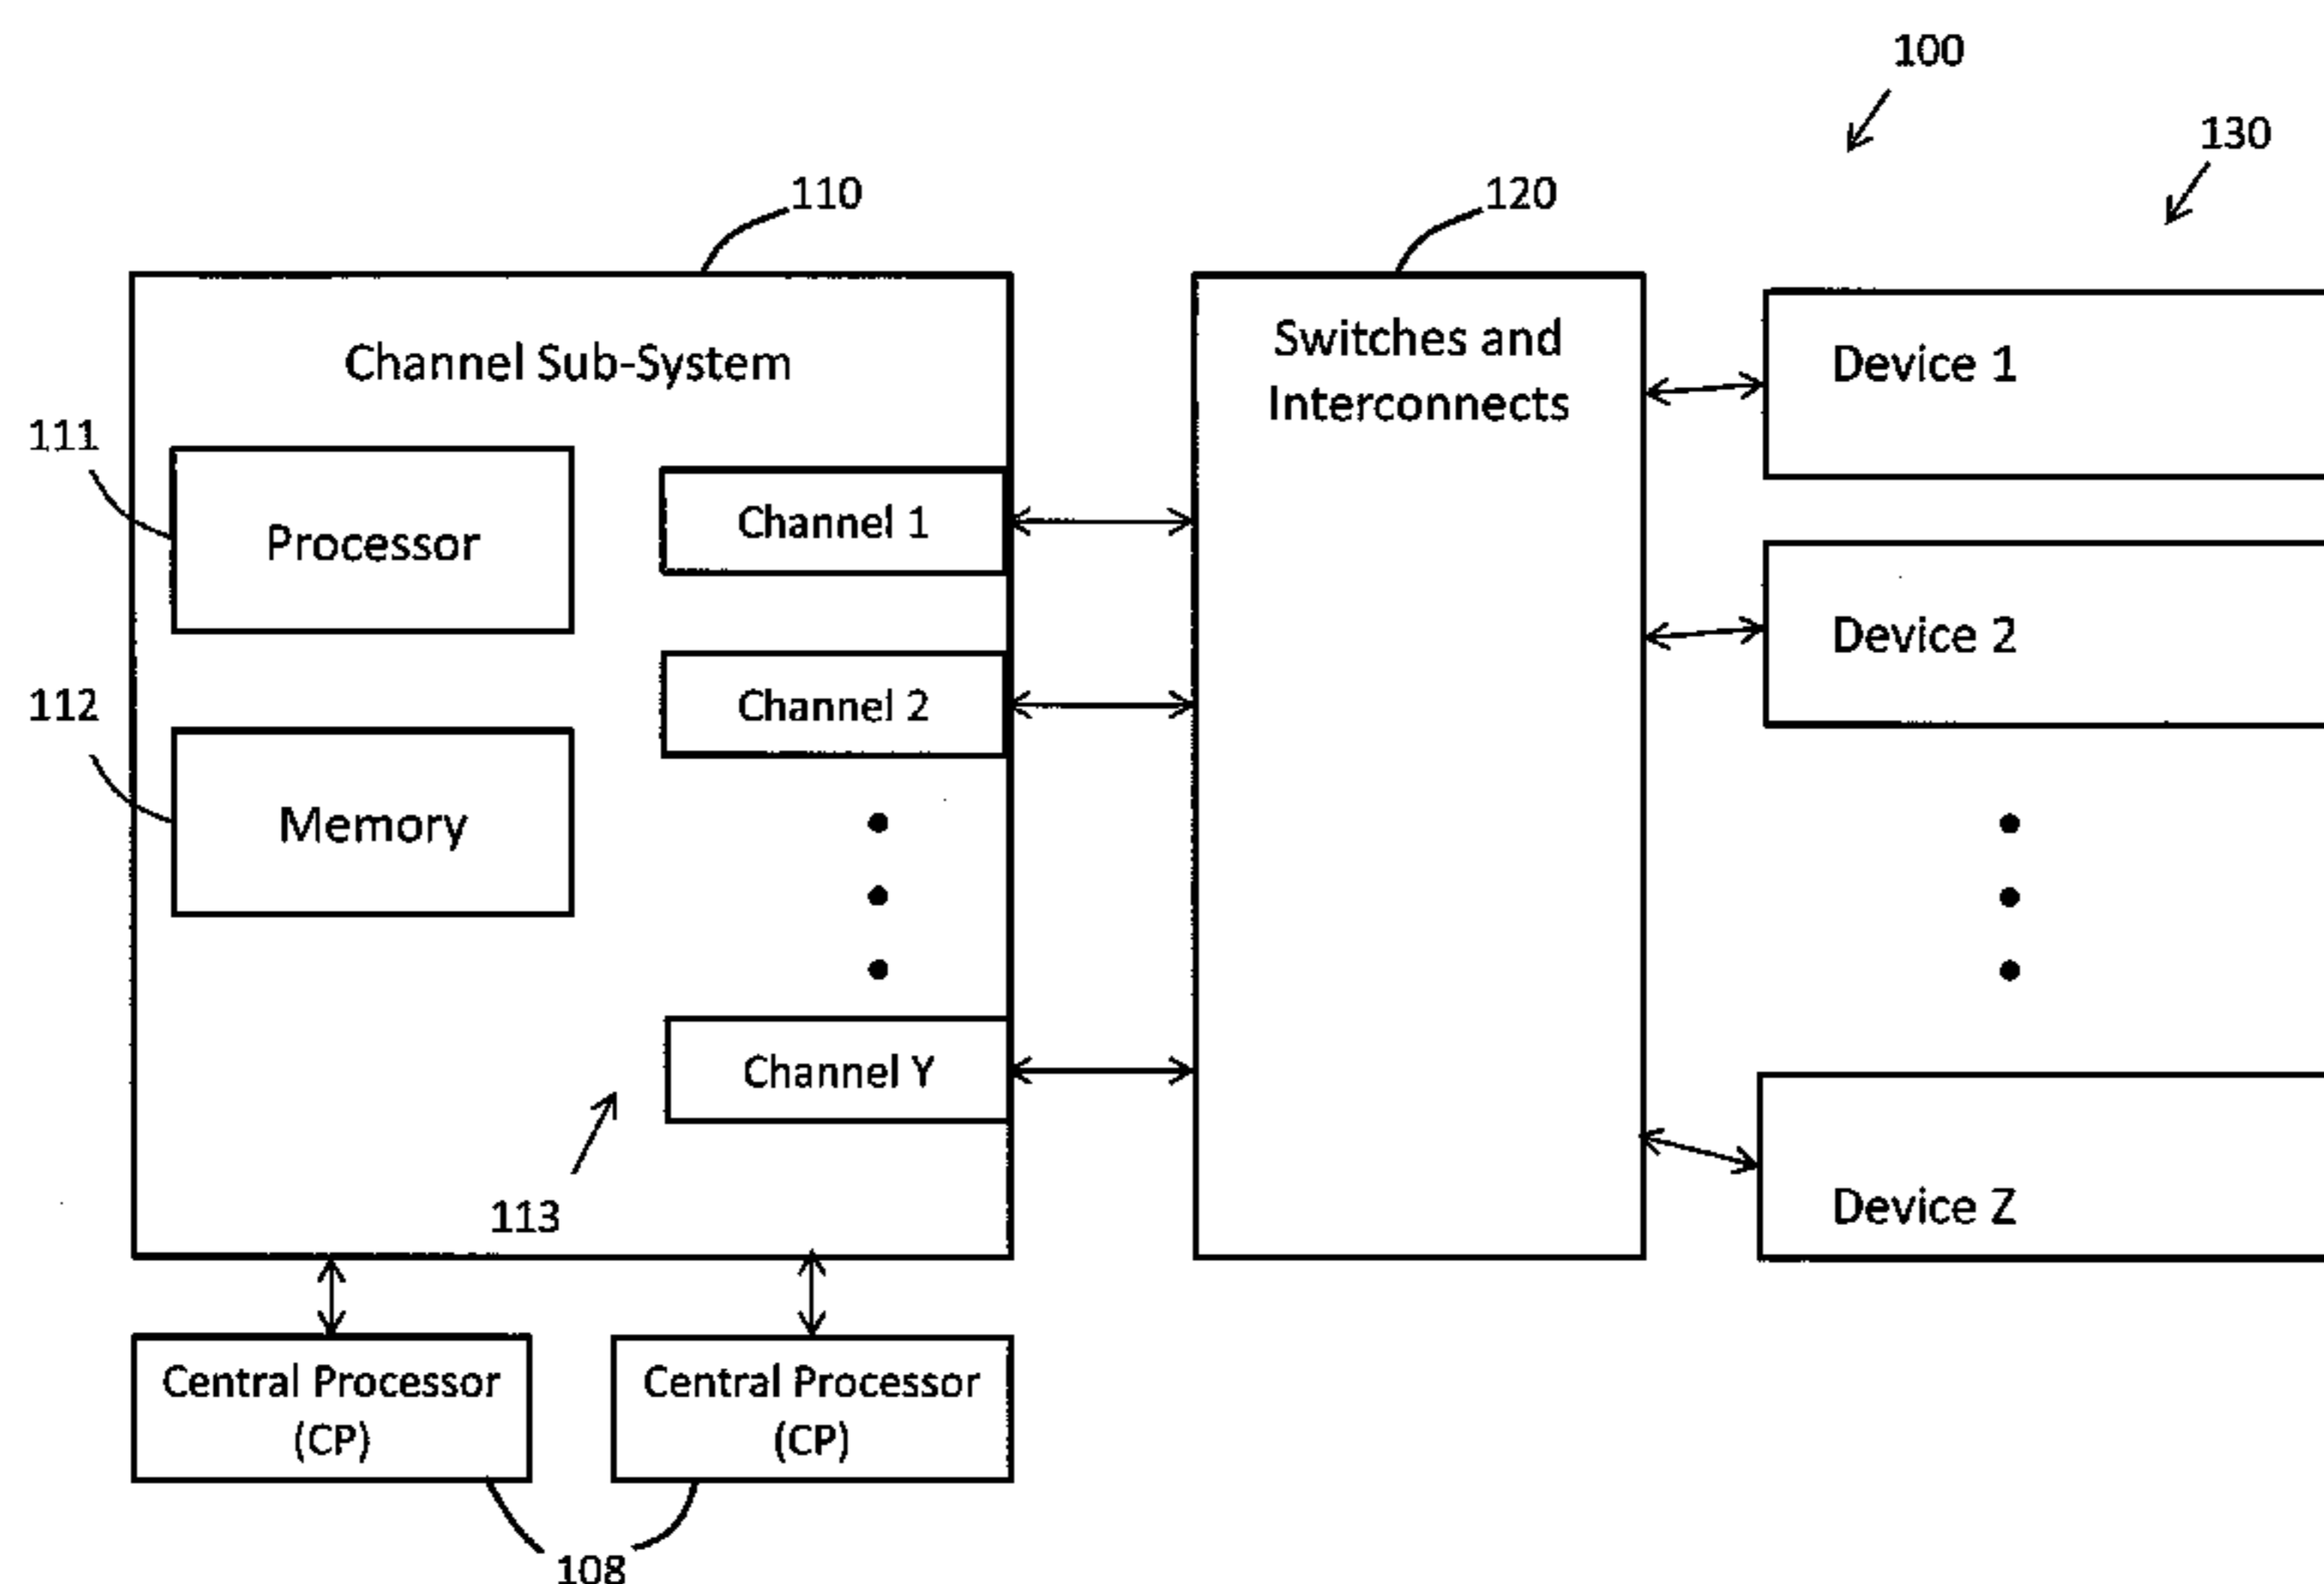 100
130
110
120
Channel Sub-System
Switches and
Interconnects
Device 1
111
Processor
Channel 1
Device 2
112
Channel 2
Memory
Channel Y
113
Device Z
Central Processor
(CP)
Central Processor
(CP)
108